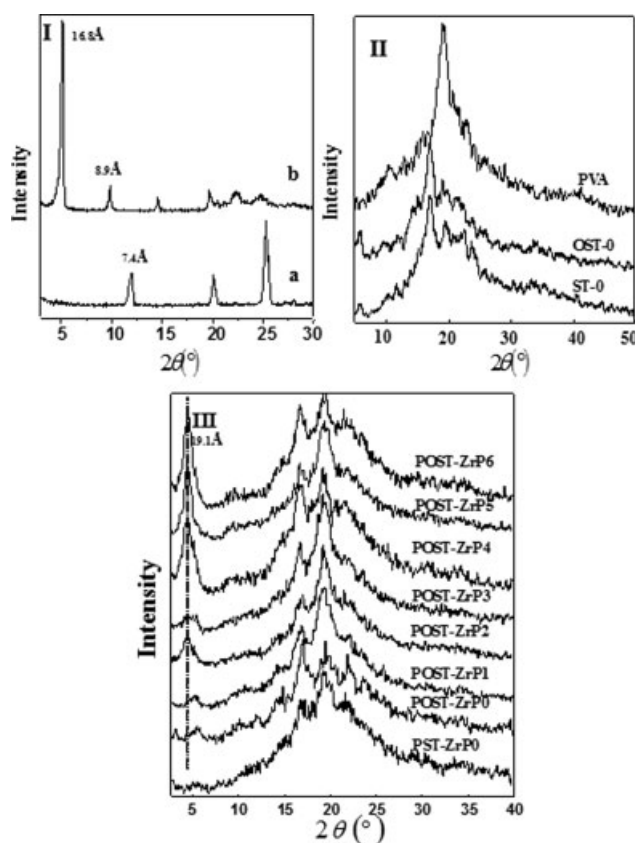 I
16.8Å
8.9Å
b
7.4Å
a
Intensity
5 10 15 20 25 30
2θ(°)
II
PVA
OST-0
ST-0
Intensity
10 20 30 40 50
2θ(°)
III
19.1Å
POST-ZrP6
POST-ZrP5
POST-ZrP4
POST-ZrP3
POST-ZrP2
POST-ZrP1
POST-ZrP0
PST-ZrP0
Intensity
5 10 15 20 25 30 35 40
2θ(°)